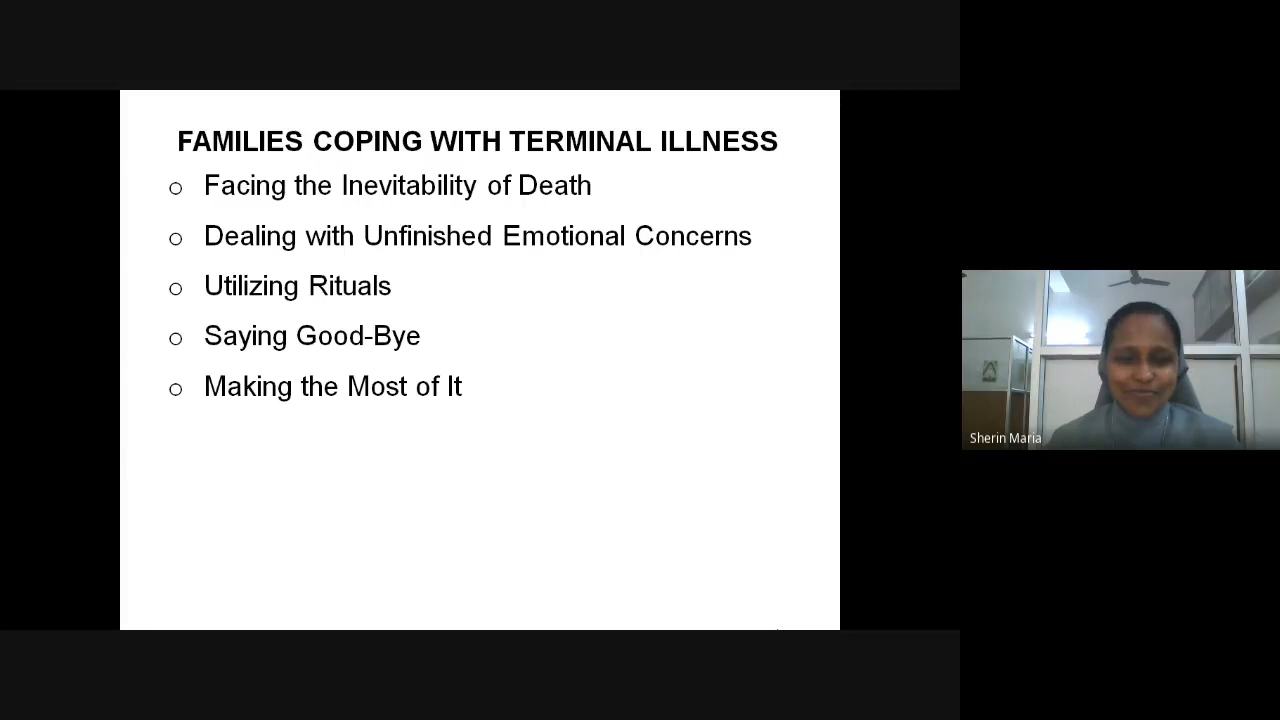 FAMILIES COPING WITH TERMINAL ILLNESS
o Facing the Inevitability of Death
o Dealing with Unfinished Emotional Concerns
o Utilizing Rituals
o Saying Good-Bye
o Making the Most of It
Sherin Maria